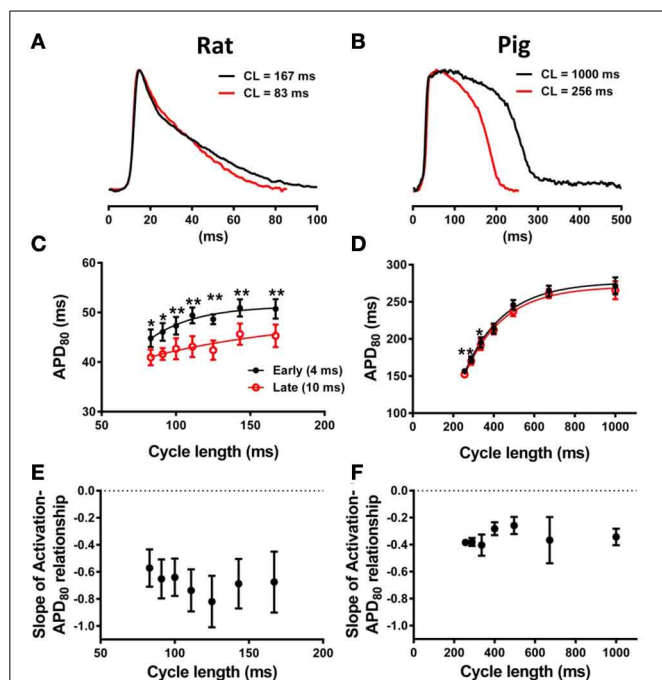 A
Rat
CL = 167 ms
CL = 83 ms
0 20 40 60 80 100
(ms)
B
Pig
CL = 1000 ms
CL = 256 ms
0 100 200 300 400 500
(ms)
C
APD80 (ms)
60
50
40
30
* * ** ** ** ** **
Early (4 ms)
Late (10 ms)
50 100 150 200
Cycle length (ms)
D
APD80 (ms)
300
250
200
150
100
** *
0 200 400 600 800 1000
Cycle length (ms)
E
Slope of Activation-
APD80 relationship
0.0
-0.2
-0.4
-0.6
-0.8
-1.0
50 100 150 200
Cycle length (ms)
F
Slope of Activation-
APD80 relationship
0.0
-0.2
-0.4
-0.6
-0.8
-1.0
0 200 400 600 800 1000
Cycle length (ms)